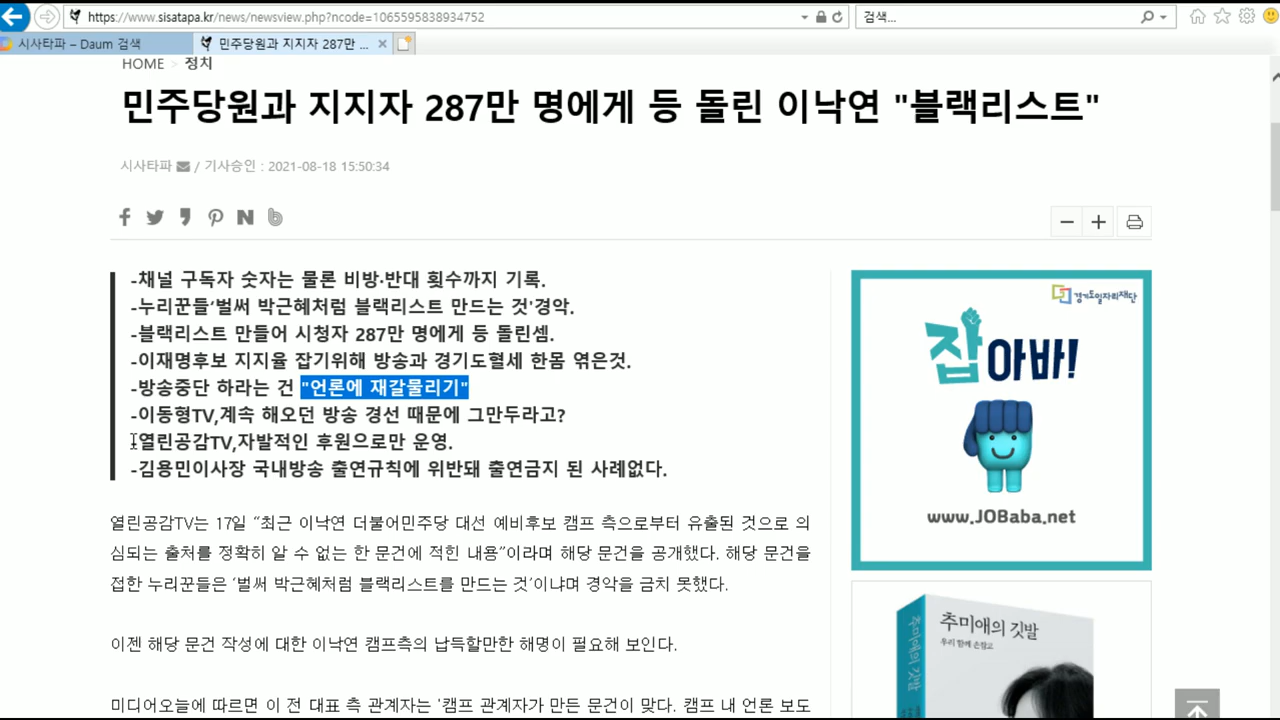 https://www.sisatapa.kr/news/newsview.php?ncode=1065595838934752
검색...
시사타파 – Daum 검색
민주당원과 지지자 287만 ...
HOME > 정치
민주당원과 지지자 287만 명에게 등 돌린 이낙연 "블랙리스트"
시사타파 / 기사승인 : 2021-08-18 15:50:34
-채널 구독자 숫자는 물론 비방·반대 횟수까지 기록.
-누리꾼들'벌써 박근혜처럼 블랙리스트 만드는 것'경악.
-블랙리스트 만들어 시청자 287만 명에게 등 돌린셈.
-이재명후보 지지율 잡기위해 방송과 경기도혈세 한몸 엮은것.
-방송중단 하라는 건 "언론에 재갈물리기"
-이동형TV,계속 해오던 방송 경선 때문에 그만두라고?
-열린공감TV,자발적인 후원으로만 운영.
-김용민이사장 국내방송 출연규칙에 위반돼 출연금지 된 사례없다.
열린공감TV는 17일 “최근 이낙연 더불어민주당 대선 예비후보 캠프 측으로부터 유출된 것으로 의
심되는 출처를 정확히 알 수 없는 한 문건에 적힌 내용”이라며 해당 문건을 공개했다. 해당 문건을
접한 누리꾼들은 ‘벌써 박근혜처럼 블랙리스트를 만드는 것’이냐며 경악을 금치 못했다.
이젠 해당 문건 작성에 대한 이낙연 캠프측의 납득할만한 해명이 필요해 보인다.
미디어오늘에 따르면 이 전 대표 측 관계자는 '캠프 관계자가 만든 문건이 맞다. 캠프 내 언론 보도
경기도일자리재단
잡아바!
www.JOBaba.net
추미애의 깃발
우리 함께 손잡고
추미애의 깃발